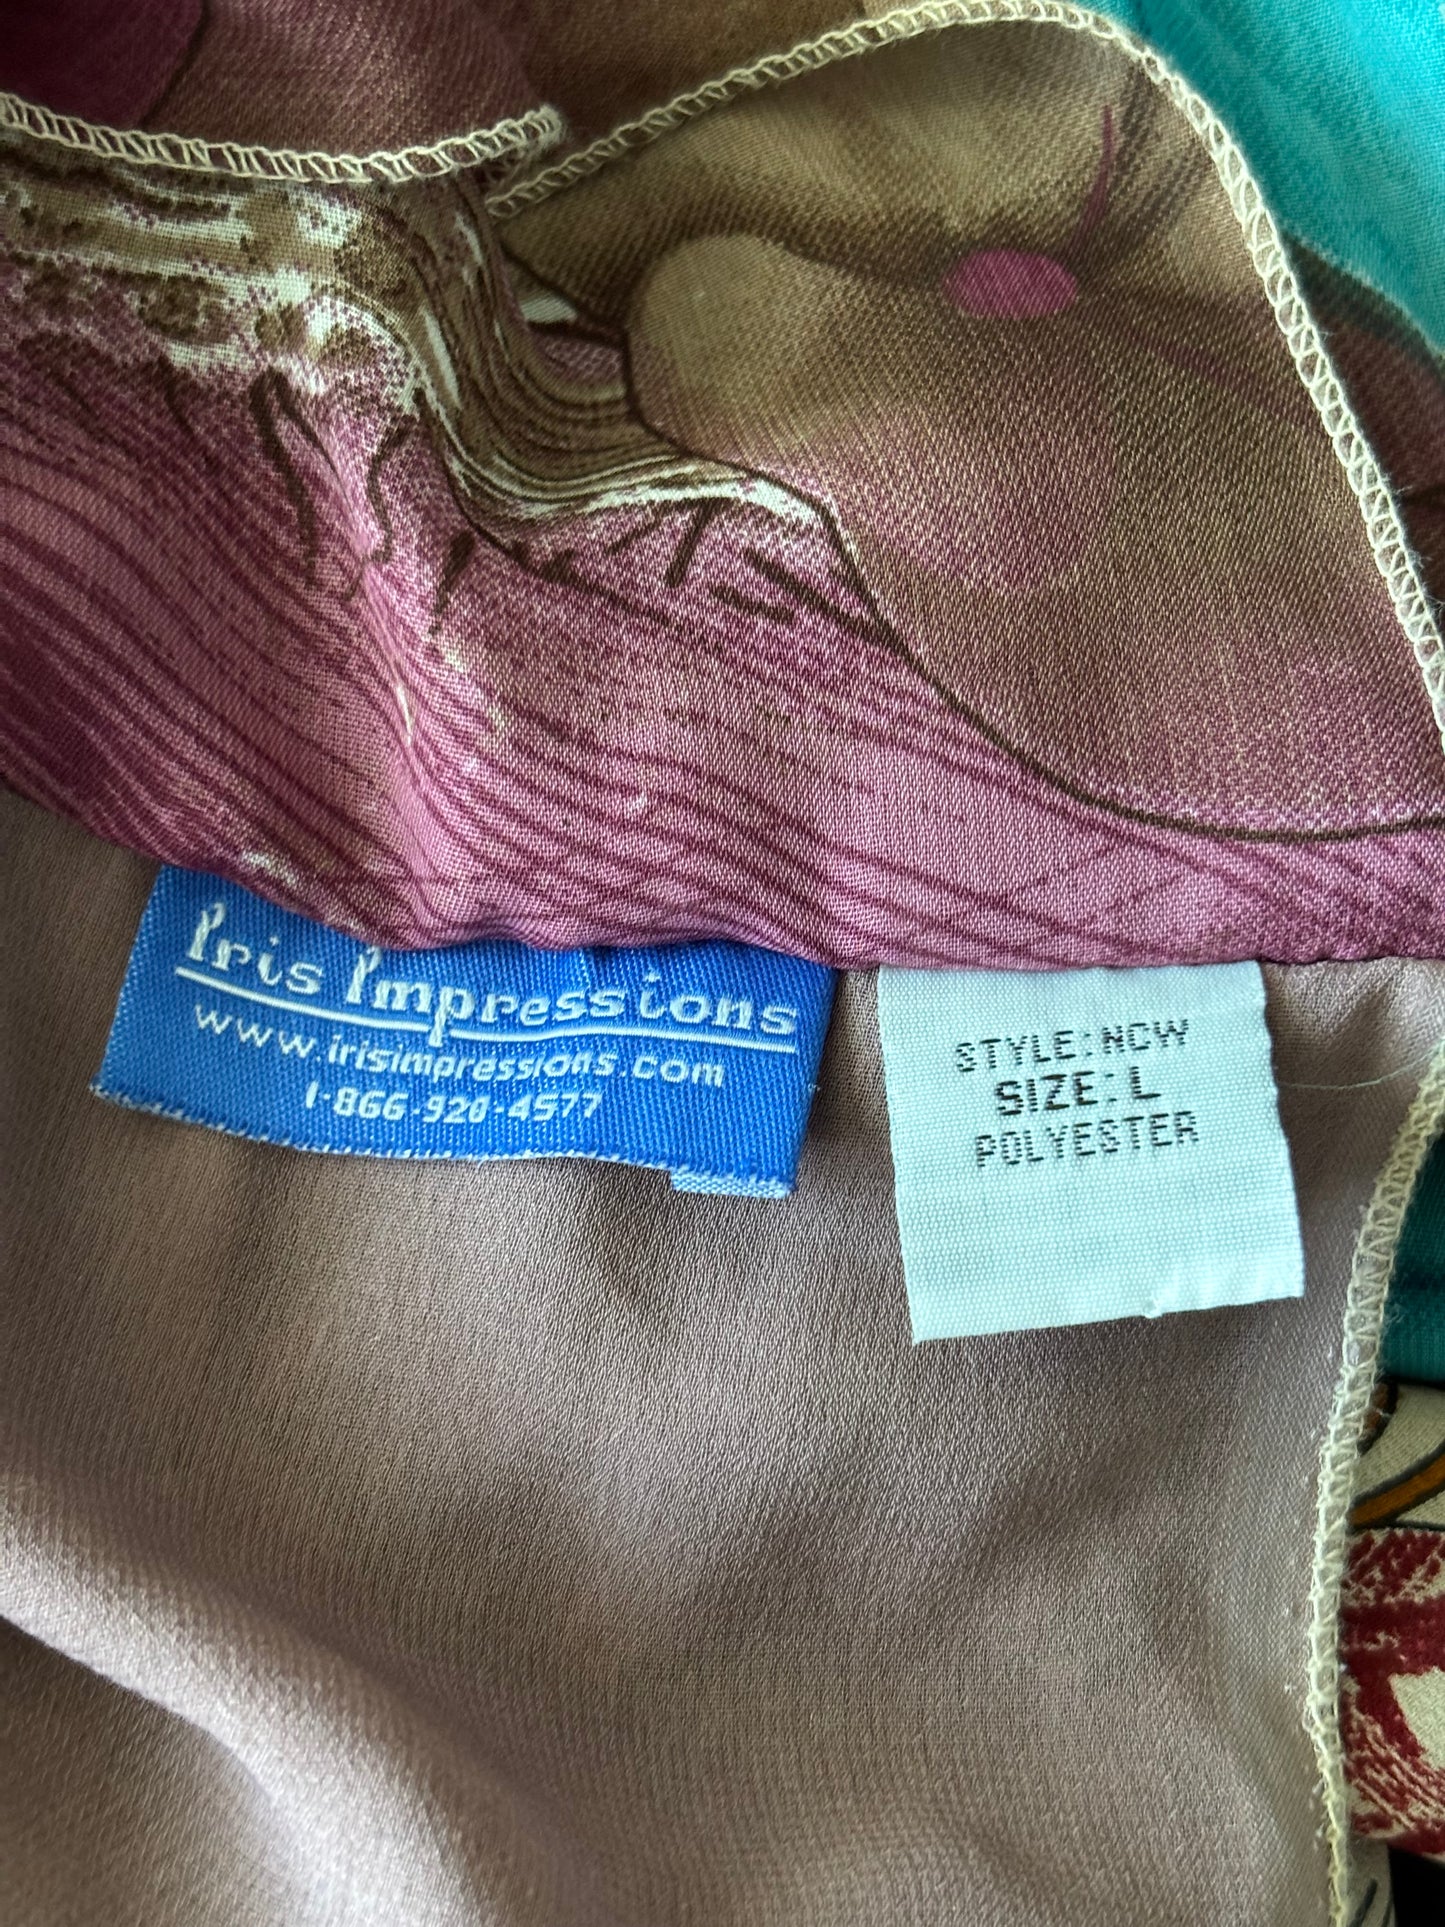 Iris Impressions
www.irisimpressions.com
1-866-920-4577
STYLE:NCW
SIZE:L
POLYESTER